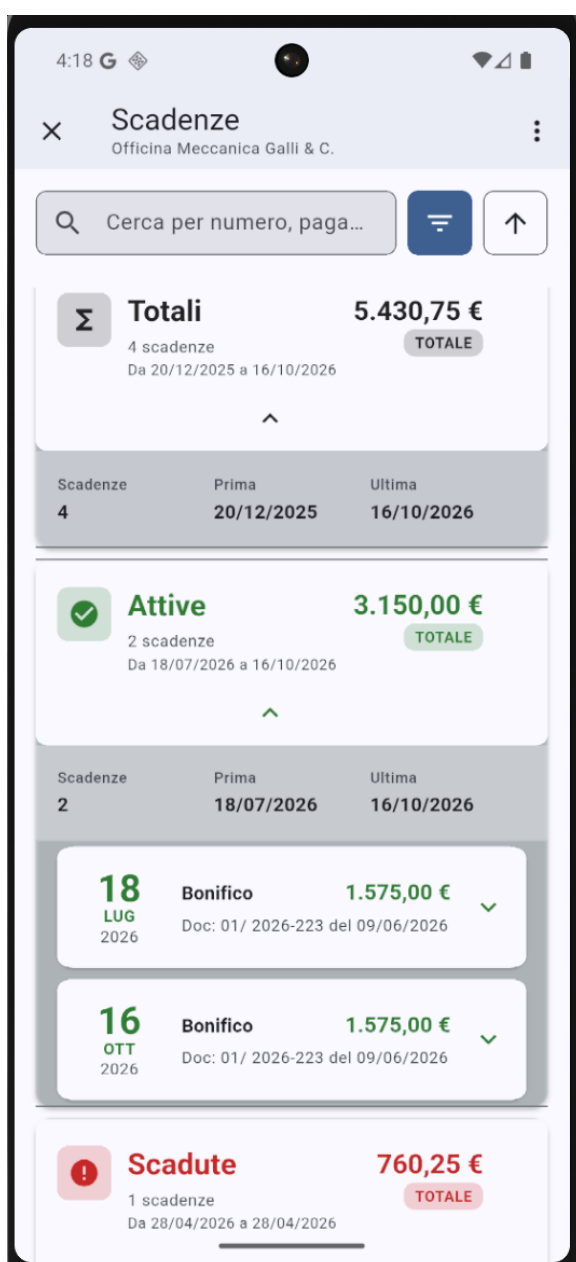 4:18 G
Scadenze
Officina Meccanica Galli & C.
Cerca per numero, paga...
Σ Totali 5.430,75 €
4 scadenze TOTALE
Da 20/12/2025 a 16/10/2026
Scadenze Prima Ultima
4 20/12/2025 16/10/2026
Attive 3.150,00 €
2 scadenze TOTALE
Da 18/07/2026 a 16/10/2026
Scadenze Prima Ultima
2 18/07/2026 16/10/2026
18 Bonifico 1.575,00 €
LUG Doc: 01/ 2026-223 del 09/06/2026
2026
16 Bonifico 1.575,00 €
OTT Doc: 01/ 2026-223 del 09/06/2026
2026
Scadute 760,25 €
1 scadenze TOTALE
Da 28/04/2026 a 28/04/2026